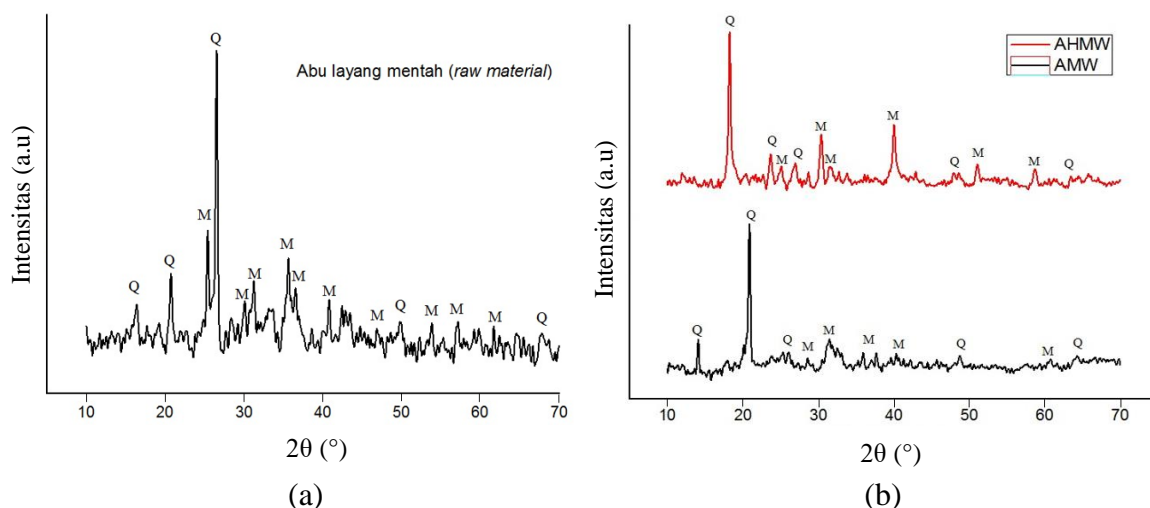 Intensitas (a.u)
Abu layang mentah (raw material)
Q
Q
M
Q
M
M
M
M
M
M
Q
M
M
M
Q
10 20 30 40 50 60 70
2θ (°)
(a)
Intensitas (a.u)
AHMW
AMW
Q
Q
M
Q
M
M
M
Q
M
M
Q
Q
Q
Q
M
M
M
M
Q
M
Q
10 20 30 40 50 60 70
2θ (°)
(b)